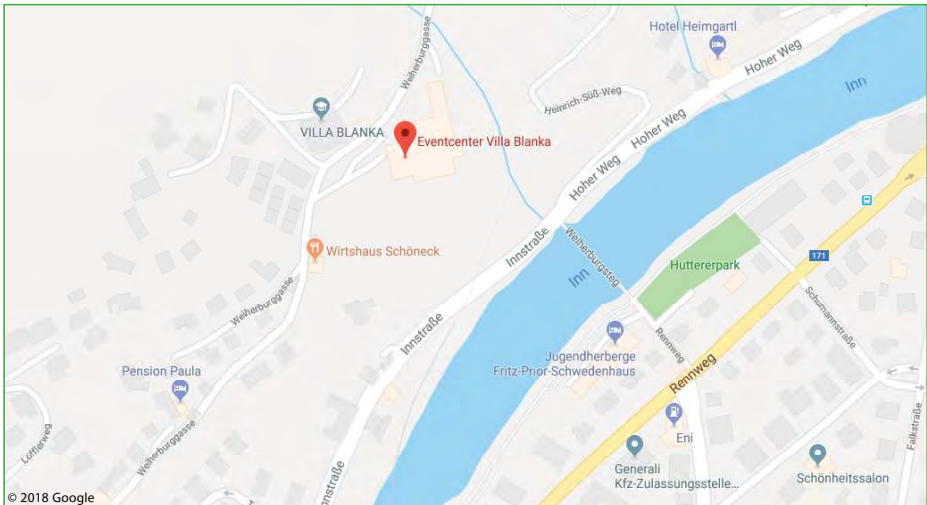 Hotel Heimgartl
Hoher Weg
Inn
Weiherburggasse
Heinrich-Süß-Weg
VILLA BLANKA
Eventcenter Villa Blanka
Hoher Weg
Hoher Weg
Innstraße
Weiherburgsteg
Wirtshaus Schöneck
Inn
Huttererpark
171
Weiherburggasse
Schumannstraße
Innstraße
Rennweg
Jugendherberge
Fritz-Prior-Schwedenhaus
Pension Paula
Rennweg
Löfflerweg
Weiherburggasse
Eni
Falkstraße
Innstraße
Generali
Kfz-Zulassungsstelle...
Schönheitssalon
© 2018 Google